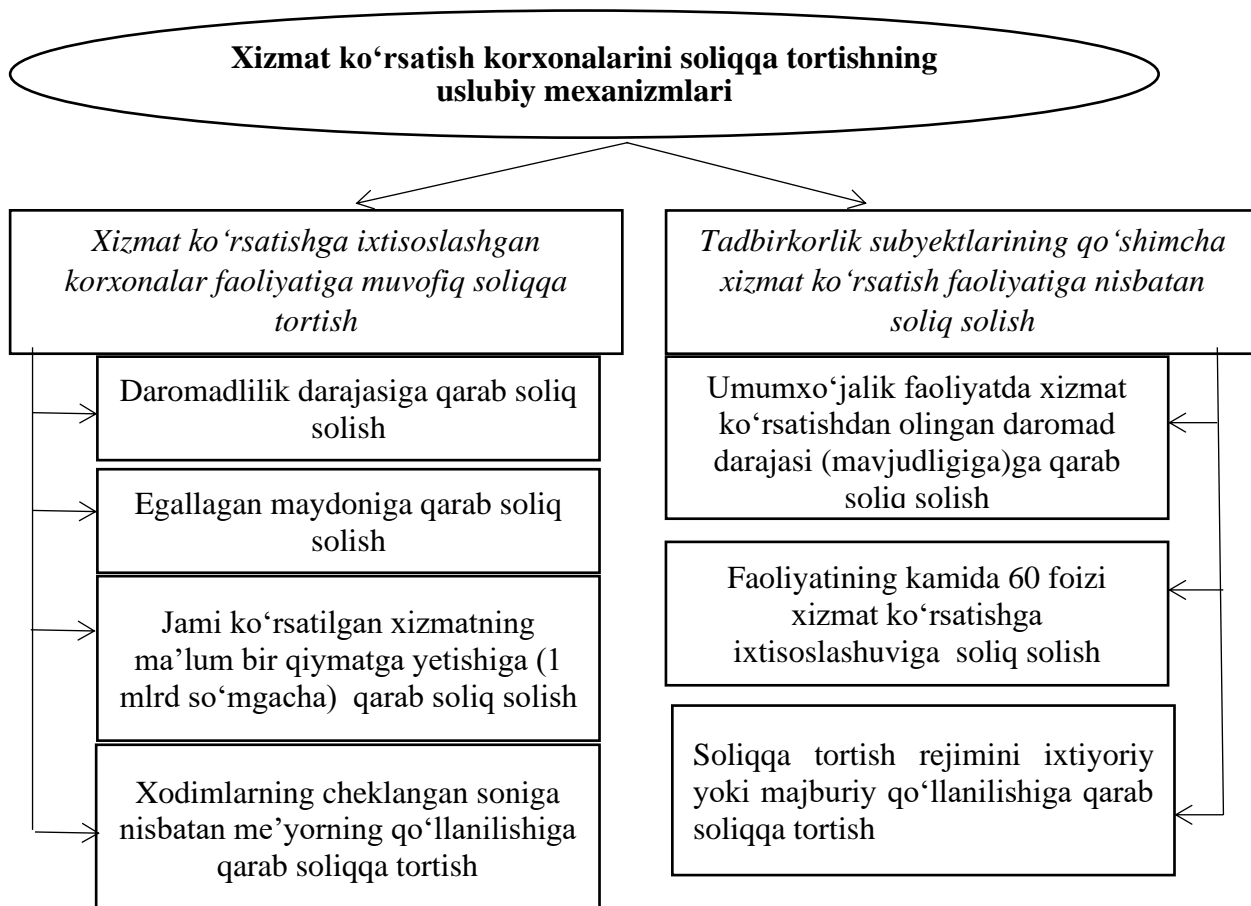 Xizmat ko‘rsatish korxonalarini soliqqa tortishning
uslubiy mexanizmlari
Xizmat ko‘rsatishga ixtisoslashgan
korxonalar faoliyatiga muvofiq soliqqa
tortish
Daromadlilik darajasiga qarab soliq
solish
Egallagan maydoniga qarab soliq
solish
Jami ko‘rsatilgan xizmatning
ma’lum bir qiymatga yetishiga (1
mlrd so‘mgacha) qarab soliq solish
Xodimlarning cheklangan soniga
nisbatan me’yorning qo‘llanilishiga
qarab soliqqa tortish
Tadbirkorlik subyektlarining qo‘shimcha
xizmat ko‘rsatish faoliyatiga nisbatan
soliq solish
Umumxo‘jalik faoliyatda xizmat
ko‘rsatishdan olingan daromad
darajasi (mavjudligiga)ga qarab
soliq solish
Faoliyatining kamida 60 foizi
xizmat ko‘rsatishga
ixtisoslashuviga soliq solish
Soliqqa tortish rejimini ixtiyoriy
yoki majburiy qo‘llanilishiga qarab
soliqqa tortish